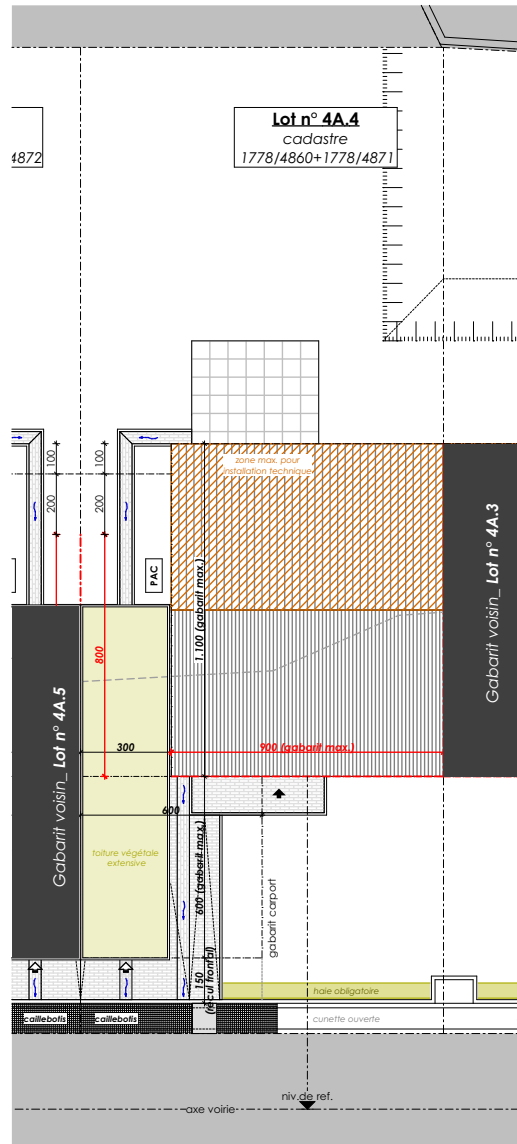 Lot n° 4A.4
cadastre
4872
1778/4860+1778/4871
100
100
200
200
zone max. pour
installation technique
PAC
1.100 (gabarit max.)
Gabarit voisin_ Lot n° 4A.3
800
Gabarit voisin_ Lot n° 4A.5
300
900 (gabarit max.)
600
toiture végétale
extensive
600 (gabarit max.)
gabarit carport
150
(recul frontal)
haie obligatoire
caillebotis
caillebotis
cunette ouverte
niv.de ref.
axe voirie